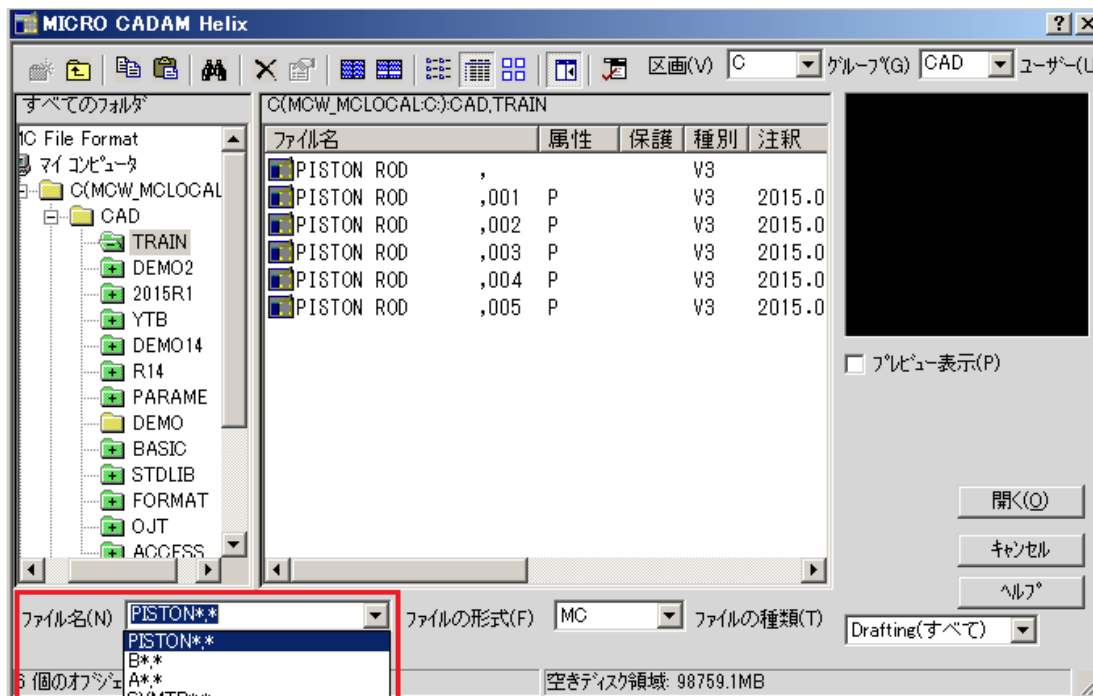 MICRO CADAM Helix
区画(V) C ｸﾞﾙｰﾌﾟ(G) CAD ﾕｰｻﾞｰ(L
すべてのﾌｫﾙﾀﾞ
C(MCW_MCLOCAL:C:):CAD,TRAIN
MC File Format
ﾏｲ ｺﾝﾋﾟｭｰﾀ
C(MCW_MCLOCAL
CAD
TRAIN
DEMO2
2015R1
YTB
DEMO14
R14
PARAME
DEMO
BASIC
STDLIB
FORMAT
OJT
ACCESS
ﾌｧｲﾙ名 属性 保護 種別 注釈
PISTON ROD , V3
PISTON ROD ,001 P V3 2015.0
PISTON ROD ,002 P V3 2015.0
PISTON ROD ,003 P V3 2015.0
PISTON ROD ,004 P V3 2015.0
PISTON ROD ,005 P V3 2015.0
ﾌﾟﾚﾋﾞｭｰ表示(P)
開く(O)
ｷｬﾝｾﾙ
ﾍﾙﾌﾟ
ﾌｧｲﾙ名(N) PISTON*,* ﾌｧｲﾙの形式(F) MC ﾌｧｲﾙの種類(T) Drafting(すべて)
PISTON*,*
B*,*
A*,*
6 個のｵﾌﾞｼﾞｪ
空きﾃﾞｨｽｸ領域: 98759.1MB